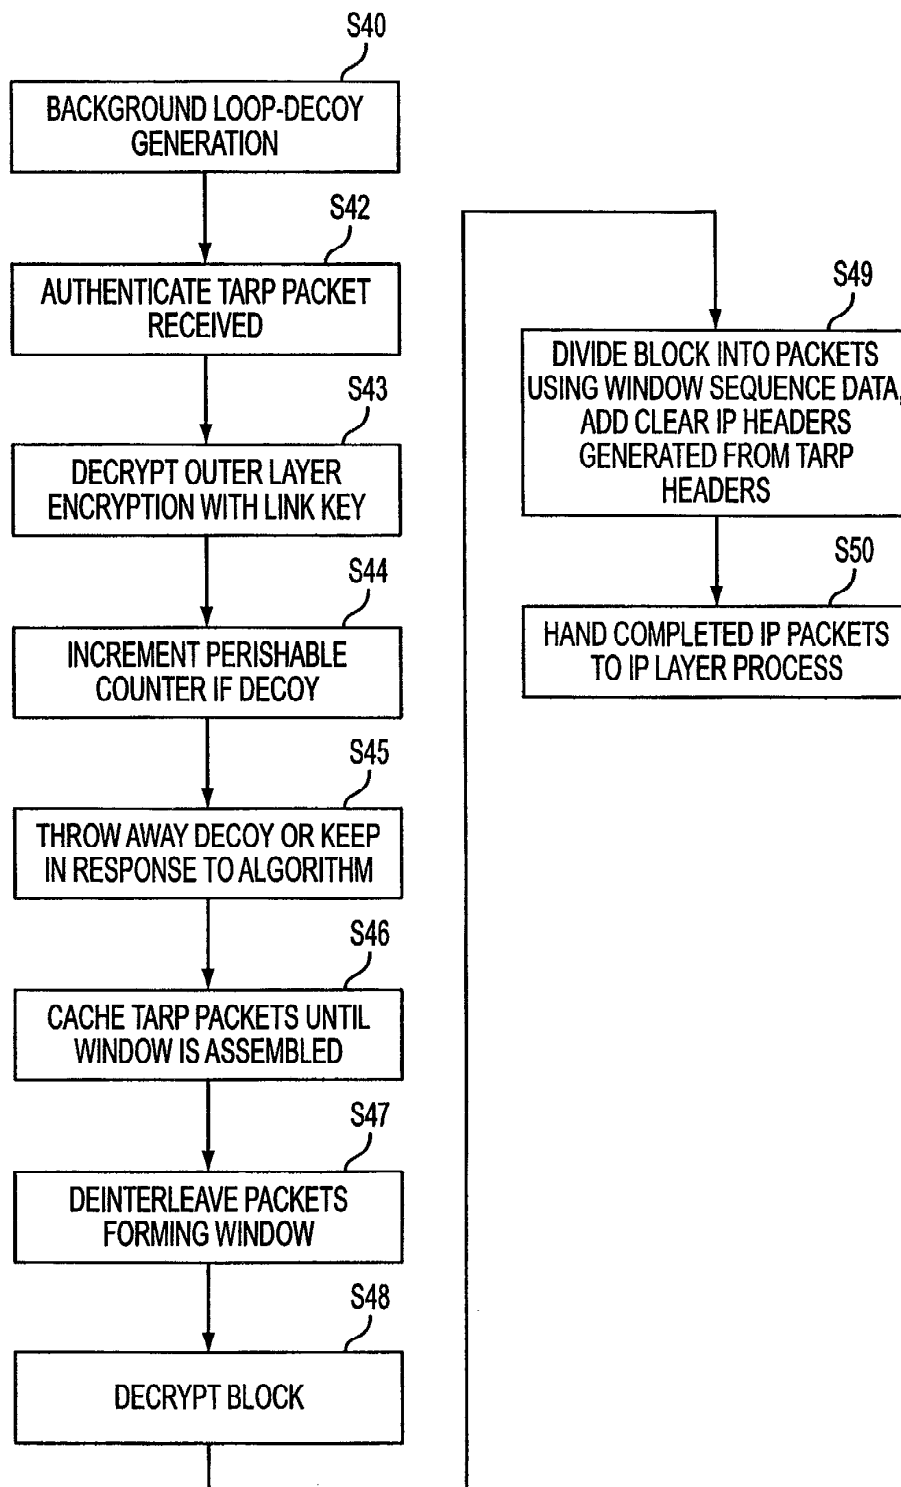 S40
BACKGROUND LOOP-DECOY
GENERATION
S42
AUTHENTICATE TARP PACKET
RECEIVED
S43
DECRYPT OUTER LAYER
ENCRYPTION WITH LINK KEY
S44
INCREMENT PERISHABLE
COUNTER IF DECOY
S45
THROW AWAY DECOY OR KEEP
IN RESPONSE TO ALGORITHM
S46
CACHE TARP PACKETS UNTIL
WINDOW IS ASSEMBLED
S47
DEINTERLEAVE PACKETS
FORMING WINDOW
S48
DECRYPT BLOCK
S49
DIVIDE BLOCK INTO PACKETS
USING WINDOW SEQUENCE DATA,
ADD CLEAR IP HEADERS
GENERATED FROM TARP
HEADERS
S50
HAND COMPLETED IP PACKETS
TO IP LAYER PROCESS